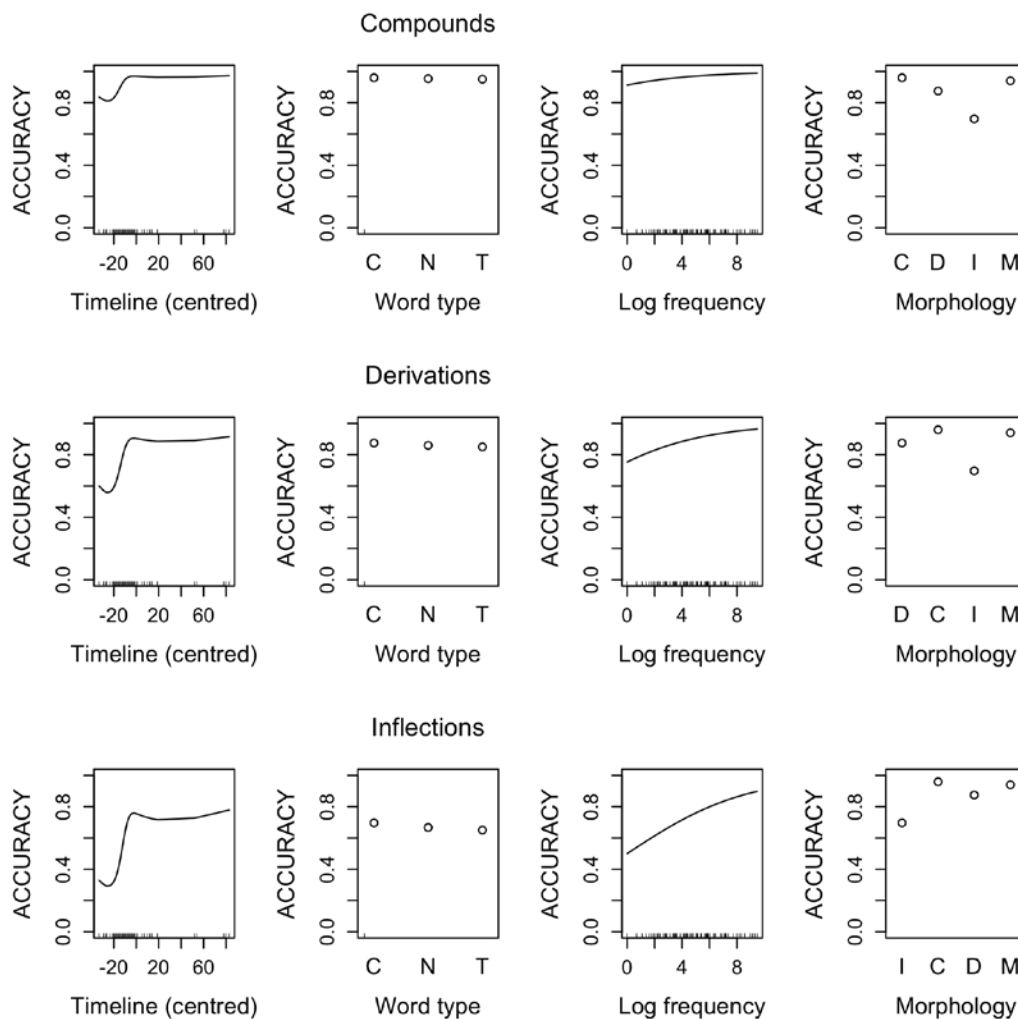 Compounds
ACCURACY
0.0 0.4 0.8
-20 20 60
Timeline (centred)
ACCURACY
0.0 0.4 0.8
C N T
Word type
ACCURACY
0.0 0.4 0.8
0 4 8
Log frequency
ACCURACY
0.0 0.4 0.8
C D I M
Morphology
Derivations
ACCURACY
0.0 0.4 0.8
-20 20 60
Timeline (centred)
ACCURACY
0.0 0.4 0.8
C N T
Word type
ACCURACY
0.0 0.4 0.8
0 4 8
Log frequency
ACCURACY
0.0 0.4 0.8
D C I M
Morphology
Inflections
ACCURACY
0.0 0.4 0.8
-20 20 60
Timeline (centred)
ACCURACY
0.0 0.4 0.8
C N T
Word type
ACCURACY
0.0 0.4 0.8
0 4 8
Log frequency
ACCURACY
0.0 0.4 0.8
I C D M
Morphology